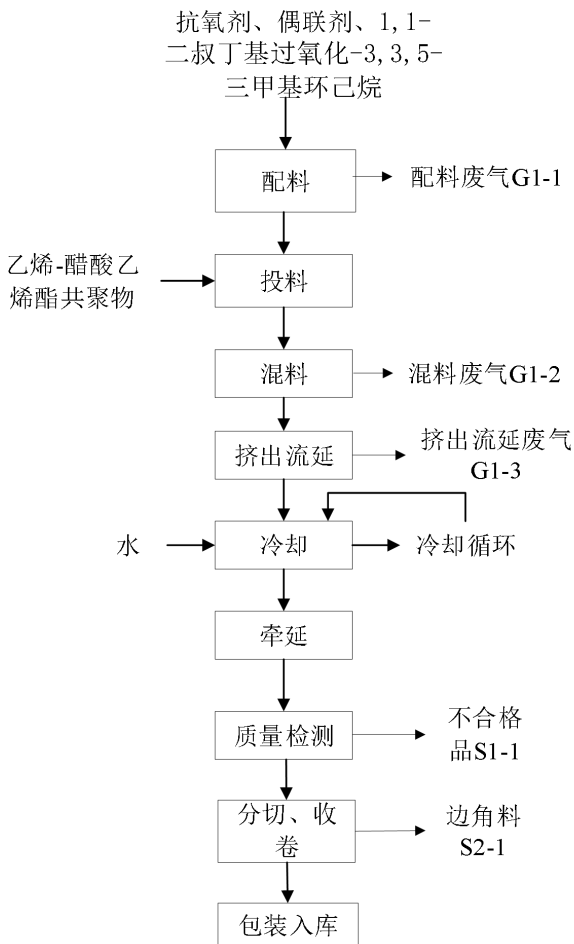 抗氧剂、偶联剂、1,1-
二叔丁基过氧化-3,3,5-
三甲基环己烷
配料
配料废气G1-1
乙烯-醋酸乙
烯酯共聚物
投料
混料
混料废气G1-2
挤出流延
挤出流延废气
G1-3
水
冷却
冷却循环
牵延
质量检测
不合格
品S1-1
分切、收
卷
边角料
S2-1
包装入库